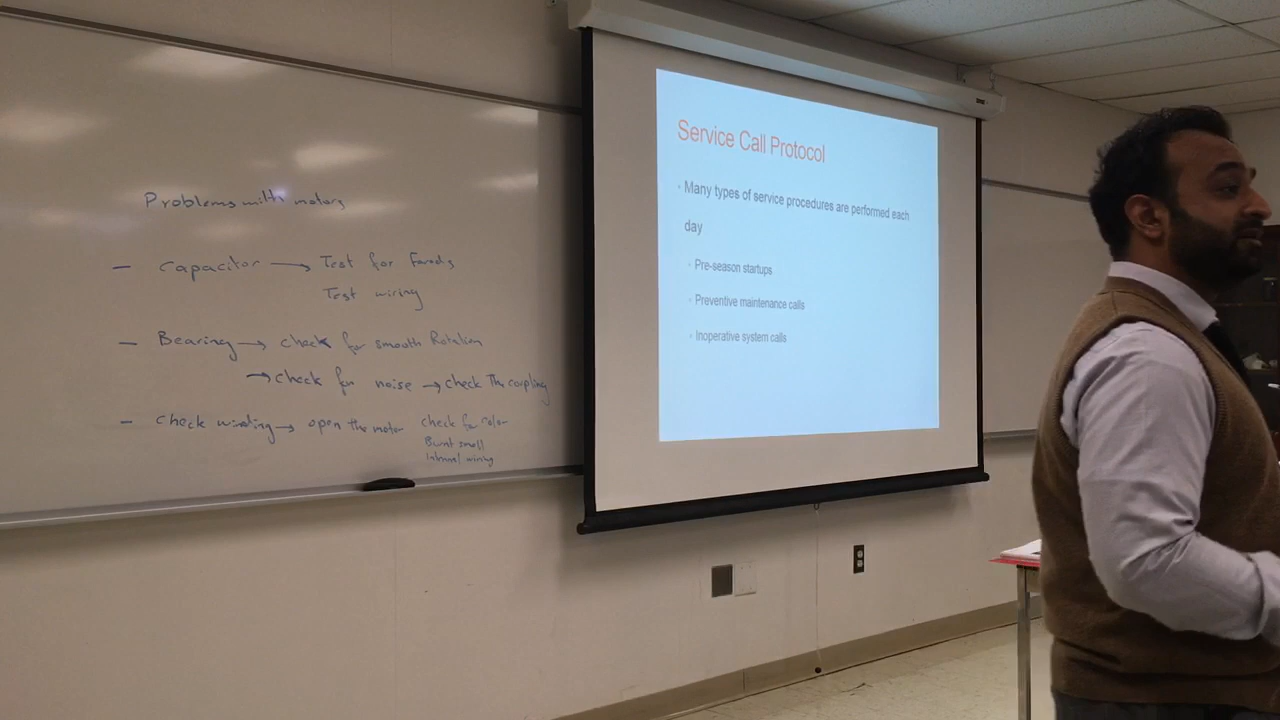 Problems with motors
- Capacitor → Test for Farads
Test wiring
- Bearing → check for smooth Rotation
→ check for noise → check The coupling
- check winding → open the motor check for color
Burnt smell
Internal wiring
Service Call Protocol
• Many types of service procedures are performed each
day
• Pre-season startups
• Preventive maintenance calls
• Inoperative system calls